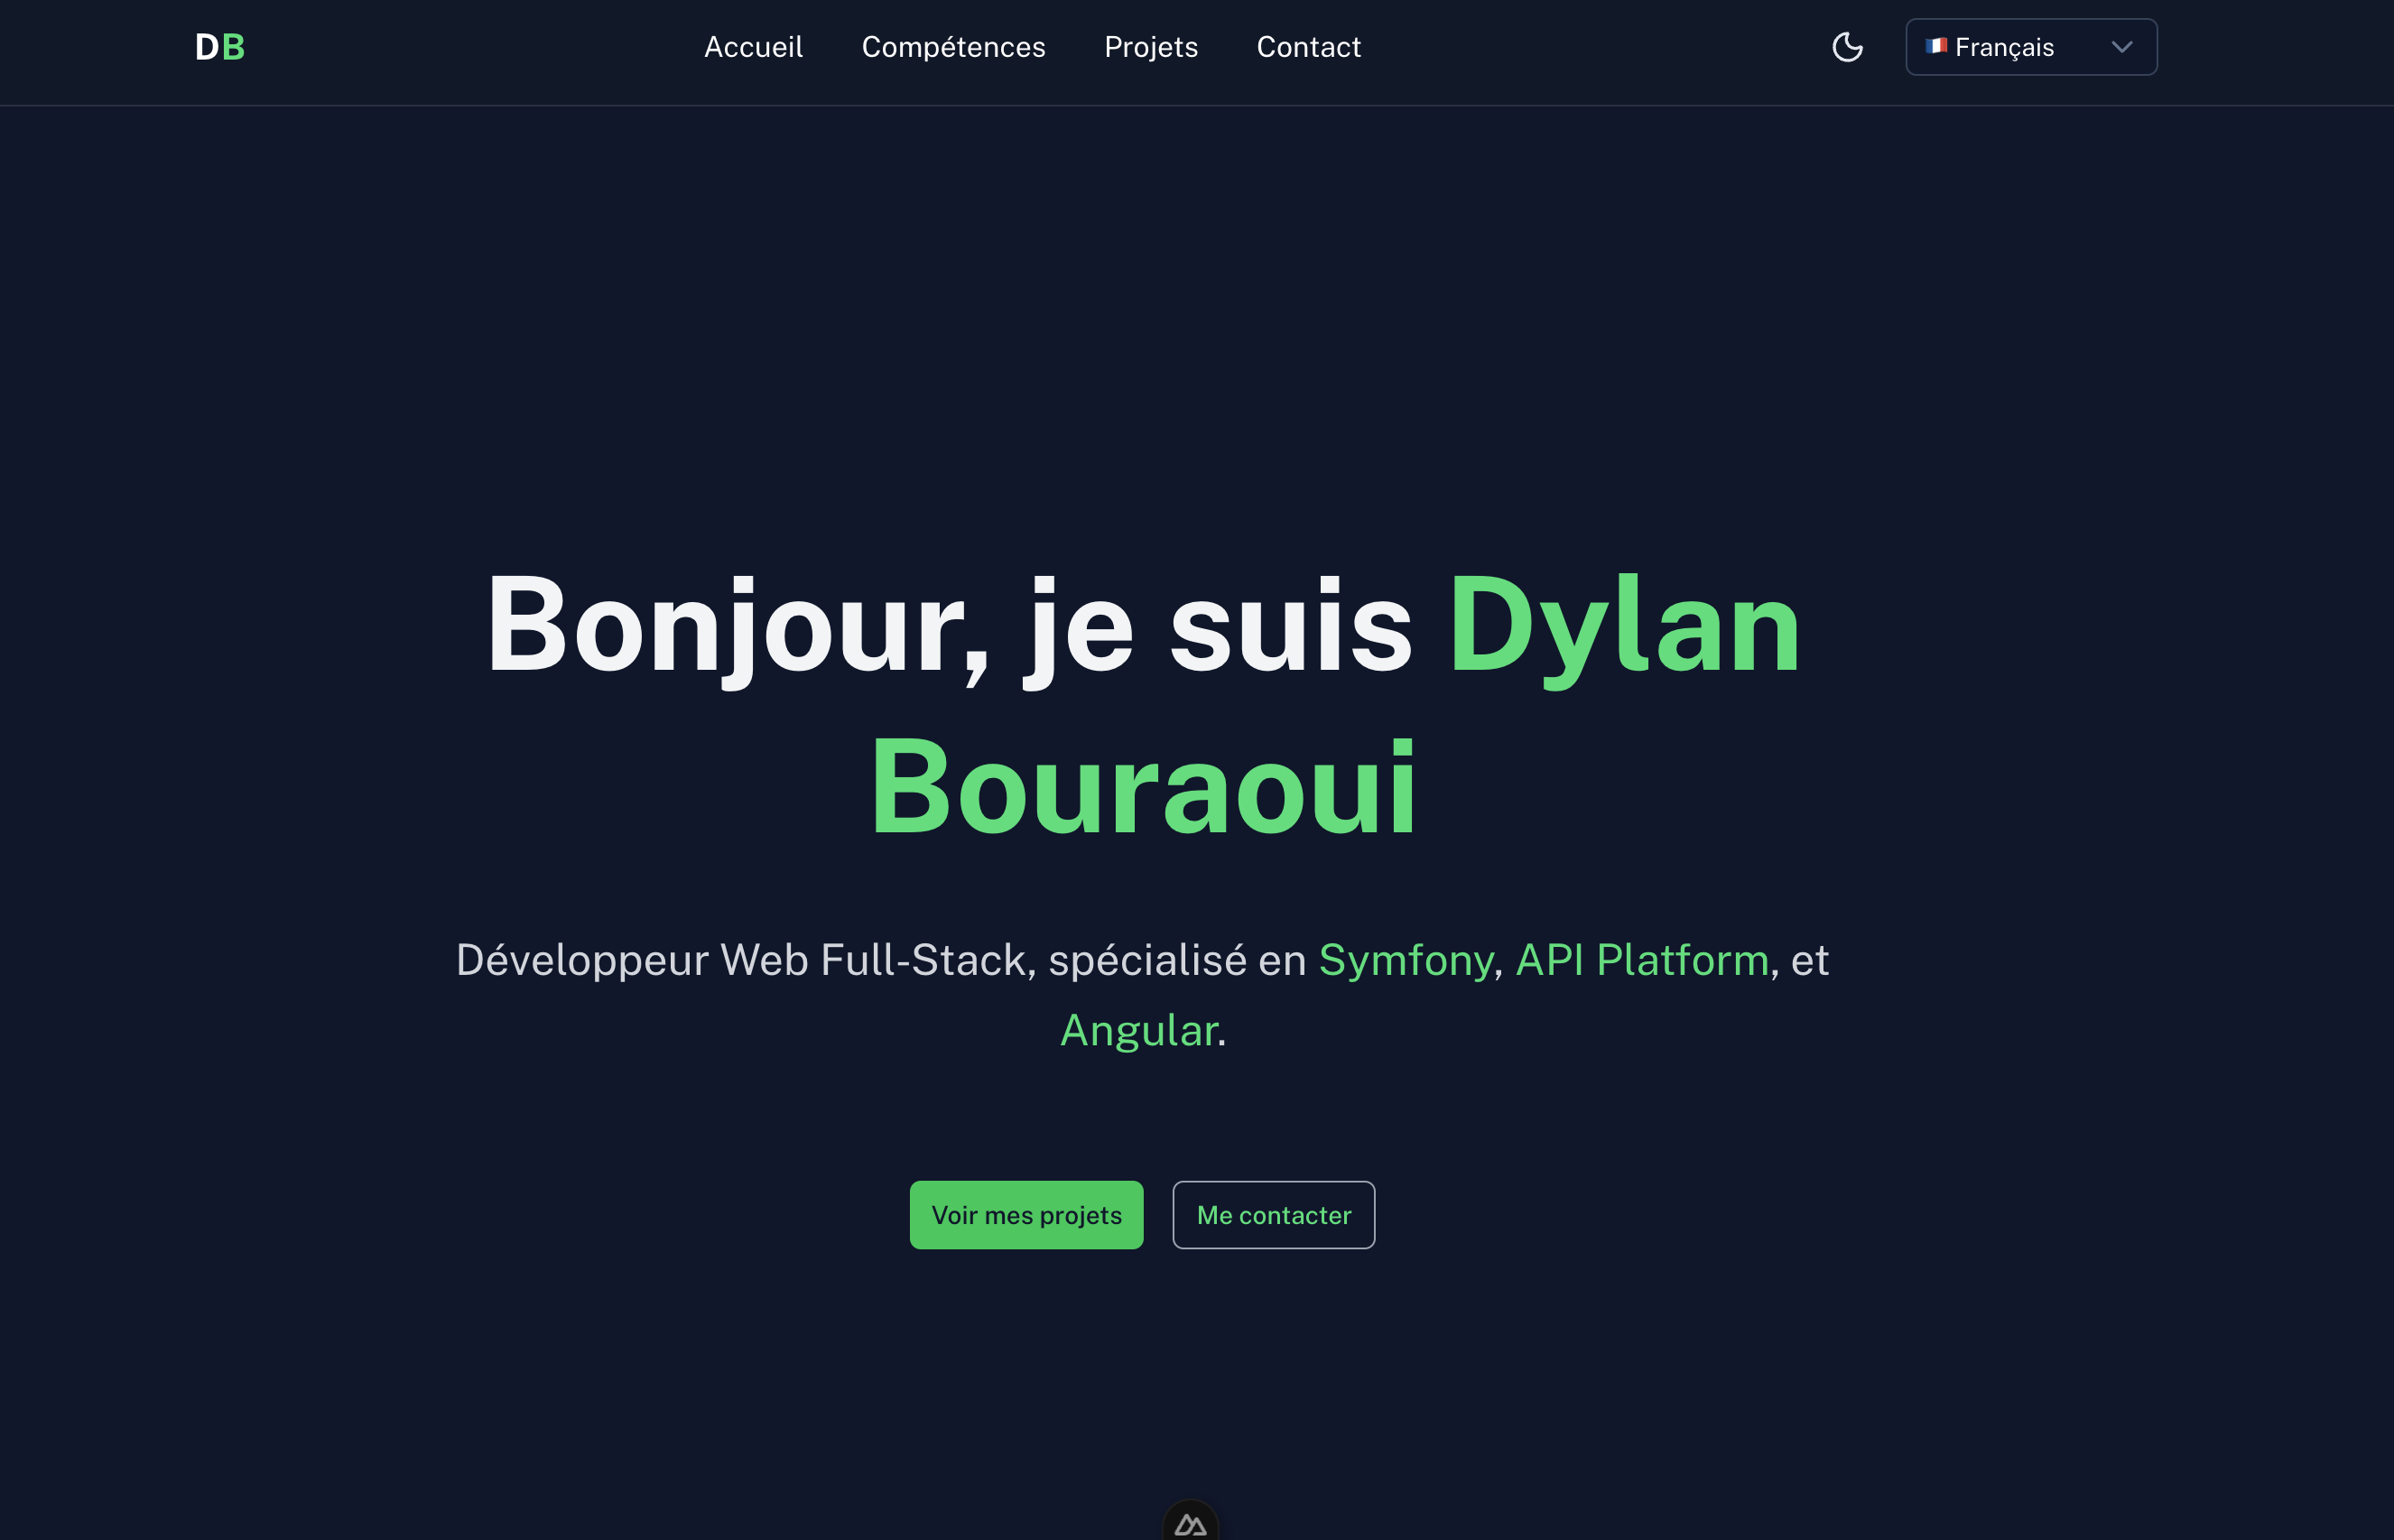 DB
Accueil Compétences Projets Contact
Français
Bonjour, je suis Dylan
Bouraoui
Développeur Web Full-Stack, spécialisé en Symfony, API Platform, et
Angular.
Voir mes projets Me contacter